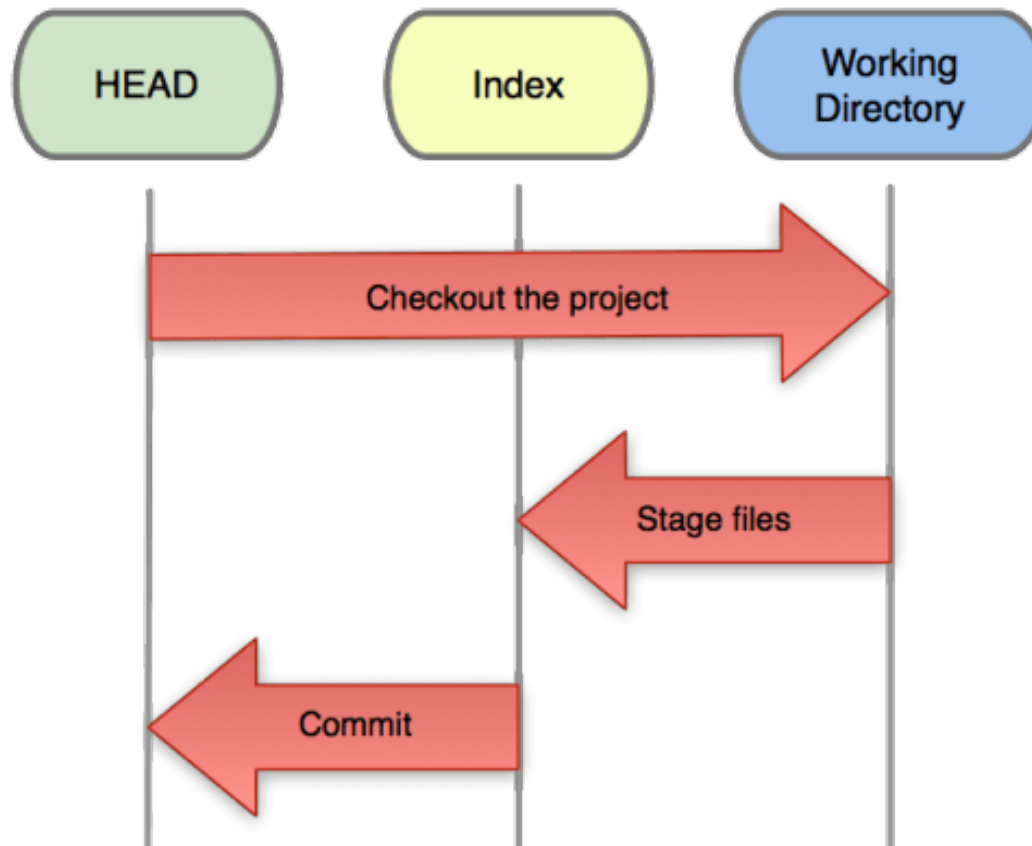 HEAD
Index
Working
Directory
Checkout the project
Stage files
Commit